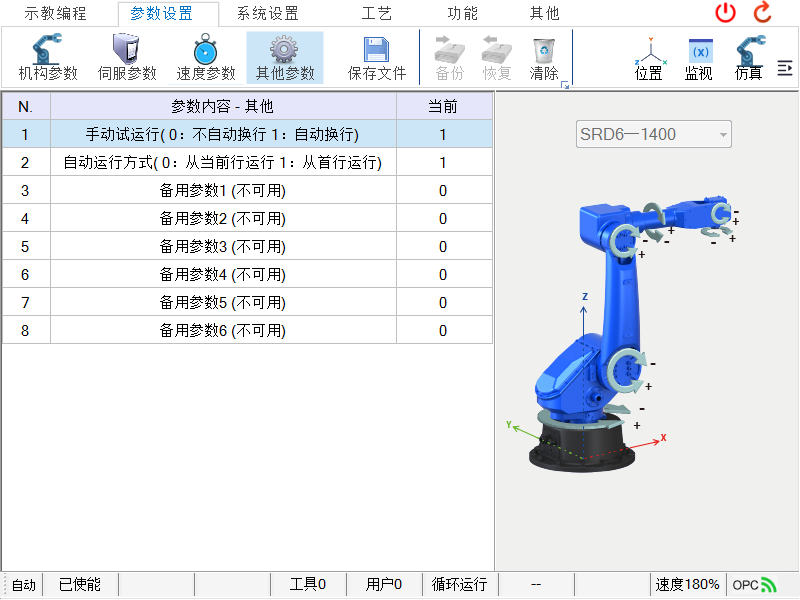 示教编程 参数设置 系统设置 工艺 功能 其他
机构参数 伺服参数 速度参数 其他参数 保存文件 备份 恢复 清除 位置 监视 仿真
N. 参数内容 - 其他 当前
1 手动试运行( 0：不自动换行 1：自动换行) 1
2 自动运行方式( 0：从当前行运行 1：从首行运行) 1
3 备用参数1 (不可用) 0
4 备用参数2 (不可用) 0
5 备用参数3 (不可用) 0
6 备用参数4 (不可用) 0
7 备用参数5 (不可用) 0
8 备用参数6 (不可用) 0
SRD6—1400
Z
Y
X
自动 已使能 工具0 用户0 循环运行 -- 速度180% OPC